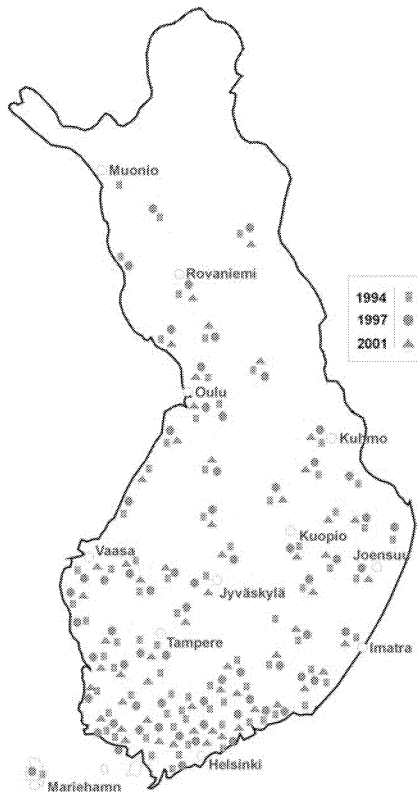 Muonio
Rovaniemi
1994
1997
2001
Oulu
Kuhmo
Kuopio
Vaasa
Joensuu
Jyväskylä
Tampere
Imatra
Helsinki
Mariehamn